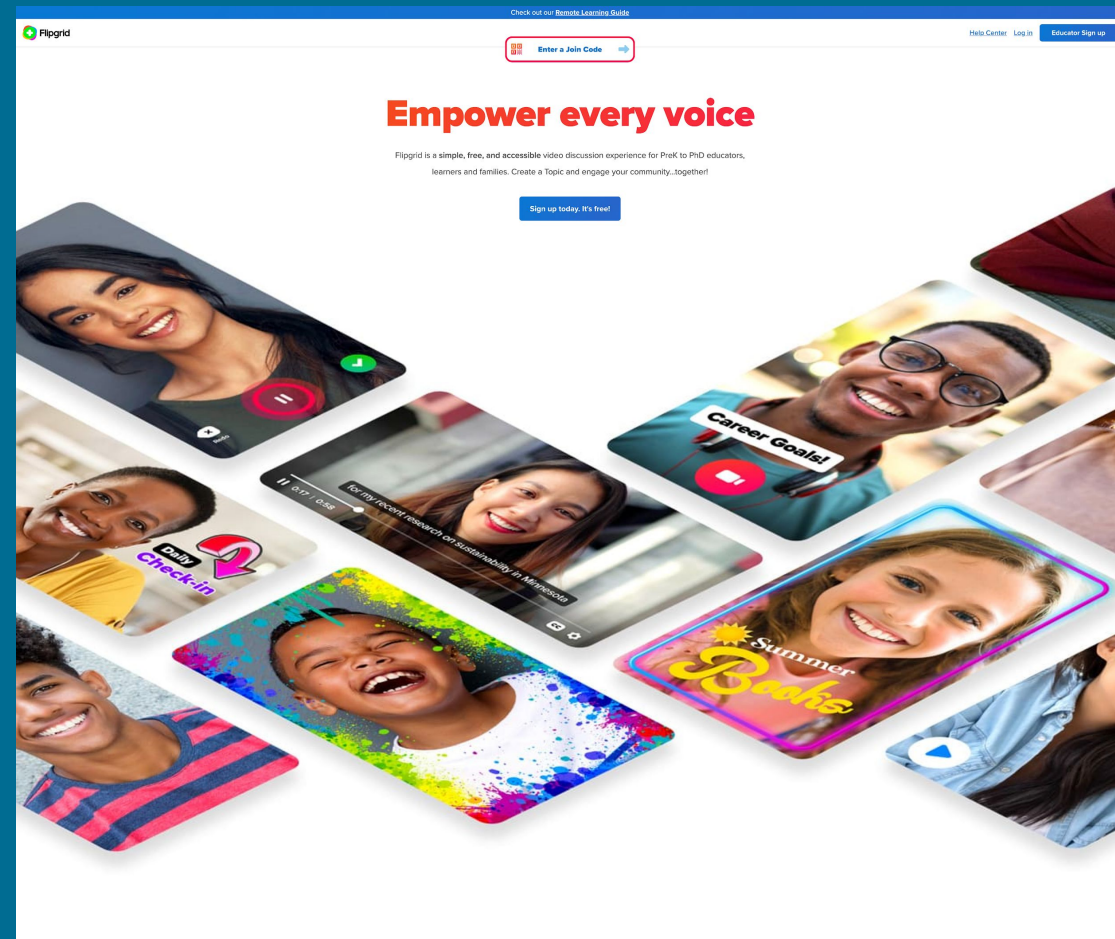 Check out our Remote Learning Guide
Flipgrid
Help Center Log in Educator Sign up
Enter a Join Code
Empower every voice
Flipgrid is a simple, free, and accessible video discussion experience for PreK to PhD educators,
learners and families. Create a Topic and engage your community...together!
Sign up today. It's free!
Redo
Career Goals!
0:17 | 0:58
for my recent research on sustainability in Minnesota
CC
Daily
Check-in
Summer
Books